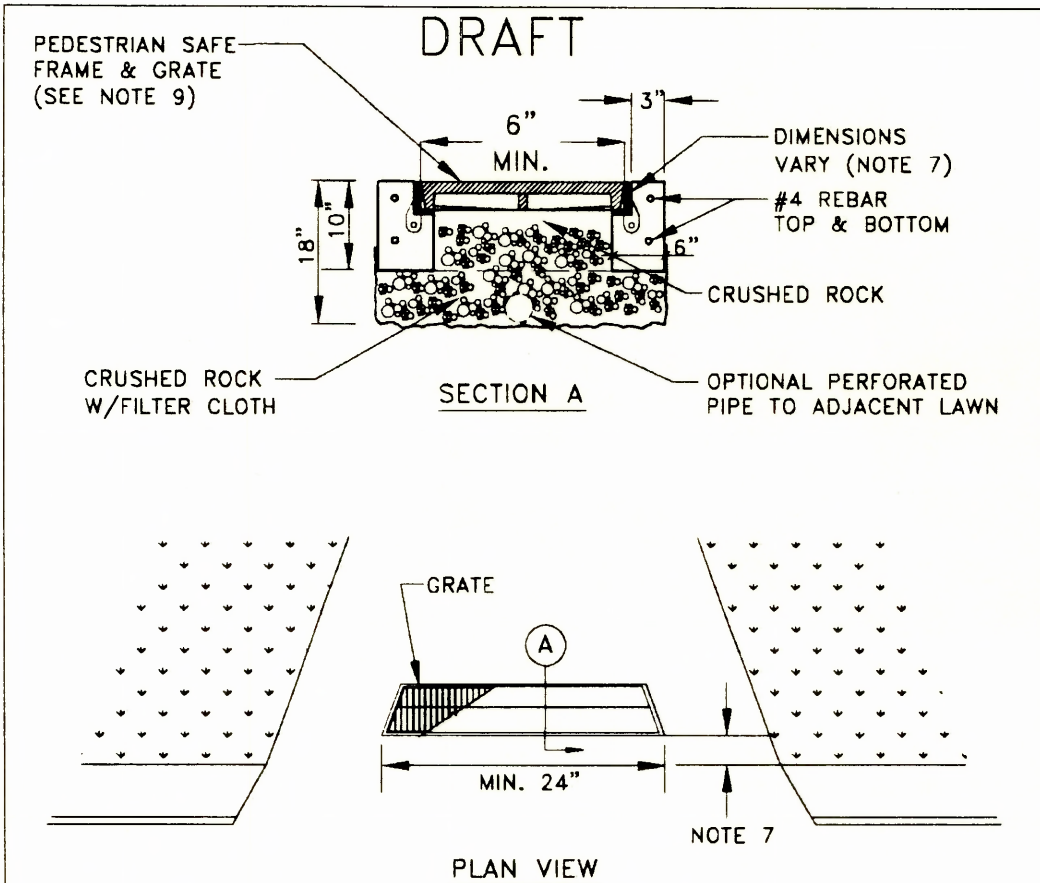 DRAFT
PEDESTRIAN SAFE
FRAME & GRATE
(SEE NOTE 9)
3"
6"
MIN.
DIMENSIONS
VARY (NOTE 7)
#4 REBAR
TOP & BOTTOM
18"
10"
6"
CRUSHED ROCK
CRUSHED ROCK
W/FILTER CLOTH
SECTION A
OPTIONAL PERFORATED
PIPE TO ADJACENT LAWN
GRATE
A
MIN. 24"
NOTE 7
PLAN VIEW